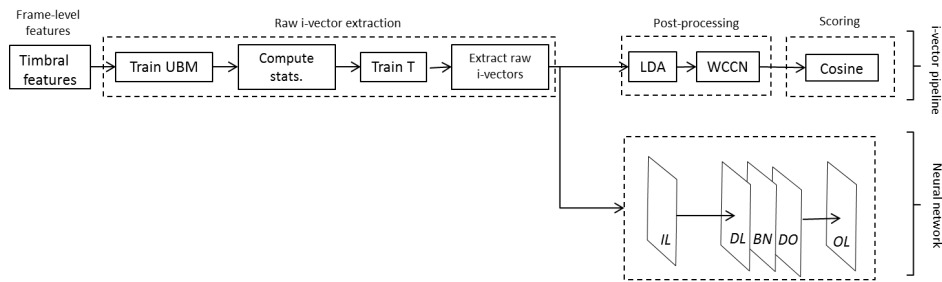 Frame-level
features
Raw i-vector extraction
Post-processing
Scoring
Timbral
features
Train UBM
Compute
stats.
Train T
Extract raw
i-vectors
LDA
WCCN
Cosine
i-vector pipeline
IL
DL
BN
DO
OL
Neural network